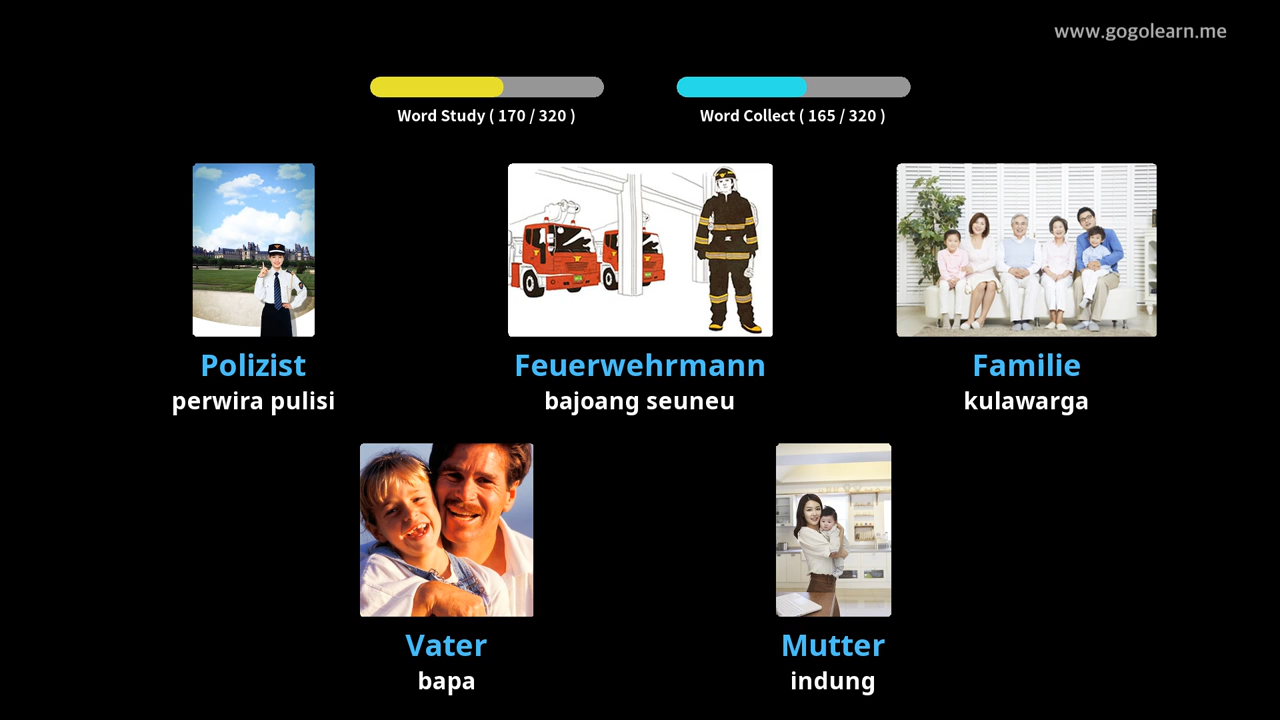 www.gogolearn.me
Word Study ( 170 / 320 )
Word Collect ( 165 / 320 )
Polizist
perwira pulisi
Feuerwehrmann
bajoang seuneu
Familie
kulawarga
Vater
bapa
Mutter
indung